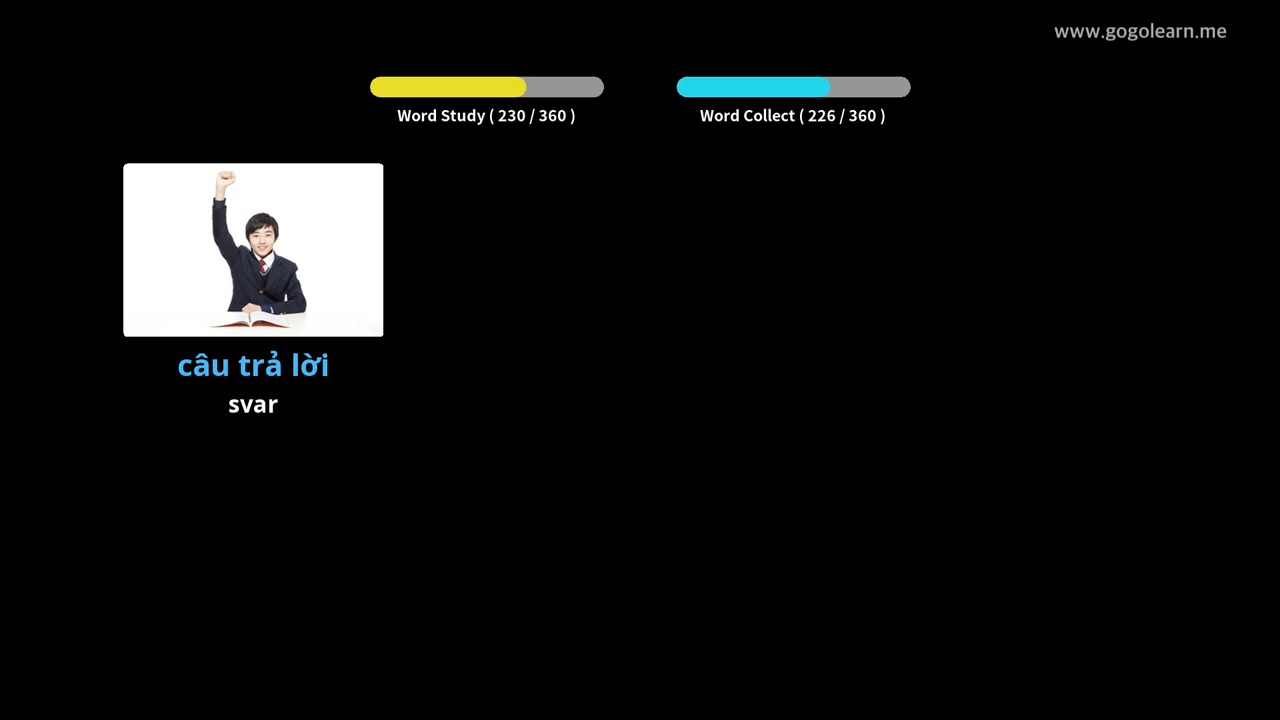 www.gogolearn.me
Word Study ( 230 / 360 )
Word Collect ( 226 / 360 )
câu trả lời
svar